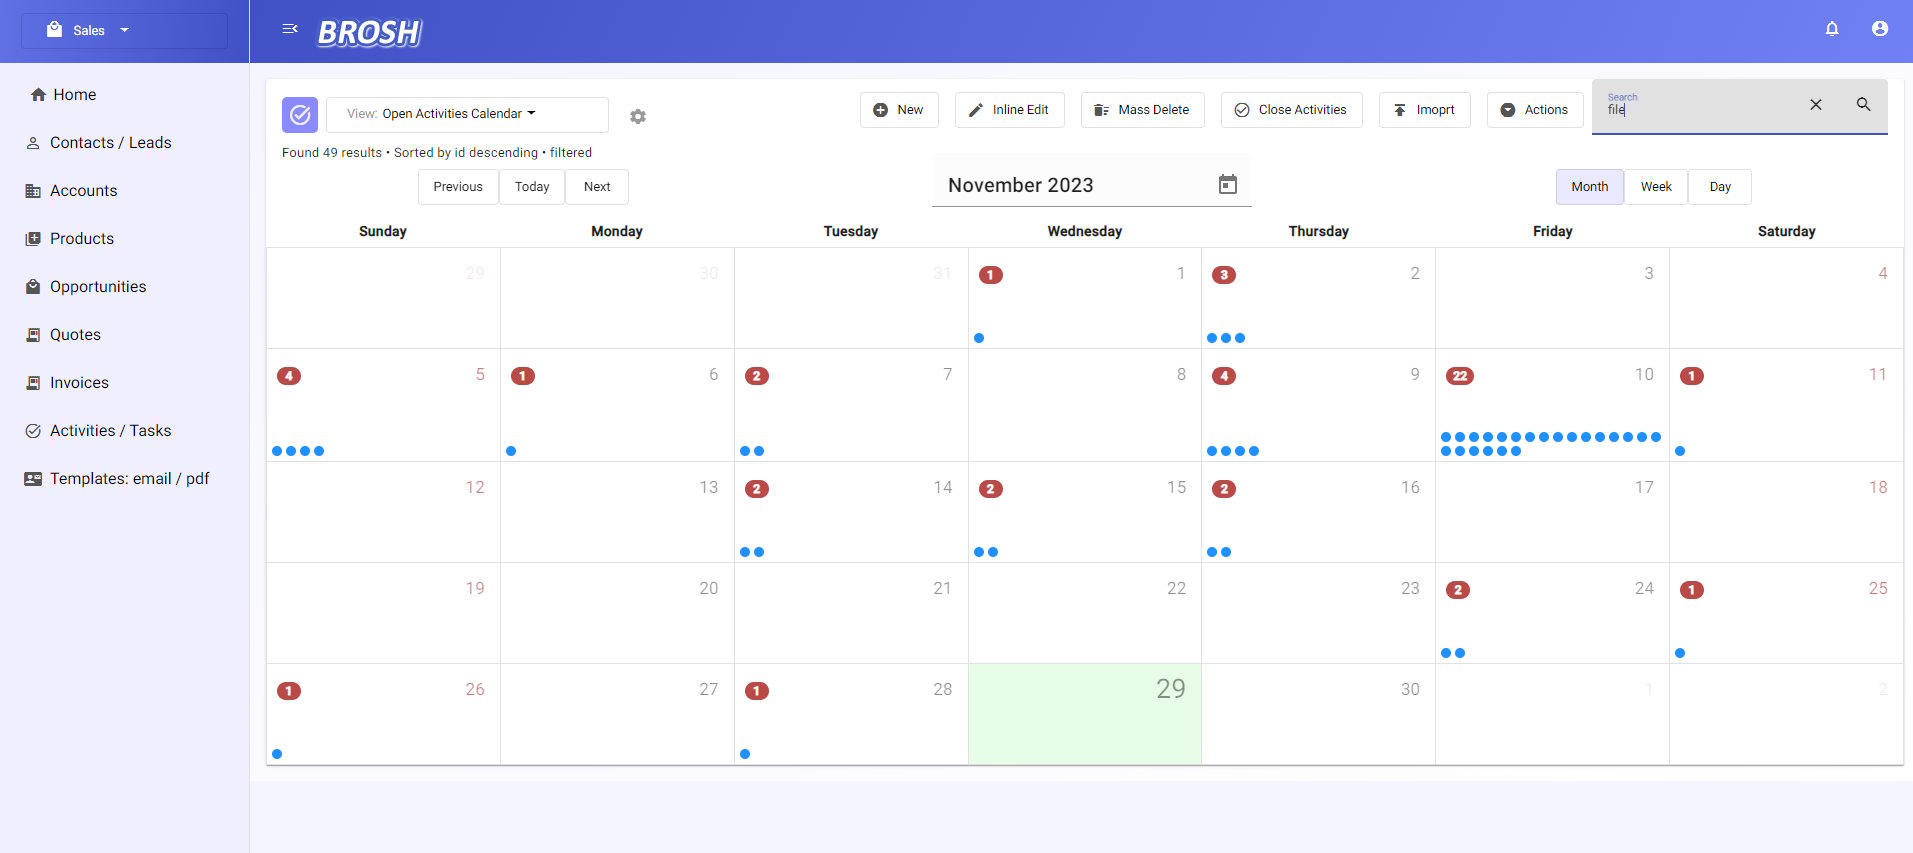 Sales
BROSH
Home
Contacts / Leads
Accounts
Products
Opportunities
Quotes
Invoices
Activities / Tasks
Templates: email / pdf
View: Open Activities Calendar
New
Inline Edit
Mass Delete
Close Activities
Imoprt
Actions
Search
file
Found 49 results • Sorted by id descending • filtered
Previous Today Next
November 2023
Month Week Day
Sunday Monday Tuesday Wednesday Thursday Friday Saturday
29 30 31 1 1 3 2 3 4
4 5 1 6 2 7 8 4 9 22 10 1 11
12 13 2 14 2 15 2 16 17 18
19 20 21 22 23 2 24 1 25
1 26 27 1 28 29 30 1 2